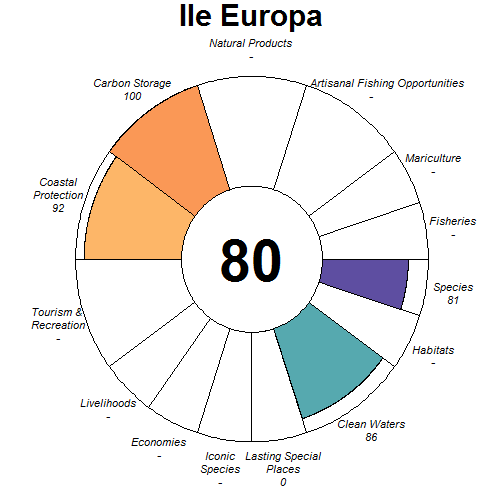 Ile Europa
Natural Products
-
Carbon Storage
100
Artisanal Fishing Opportunities
-
Mariculture
-
Coastal
Protection
92
Fisheries
-
80
Species
81
Tourism &
Recreation
-
Habitats
-
Livelihoods
-
Clean Waters
86
Economies
-
Iconic
Species
-
Lasting Special
Places
0